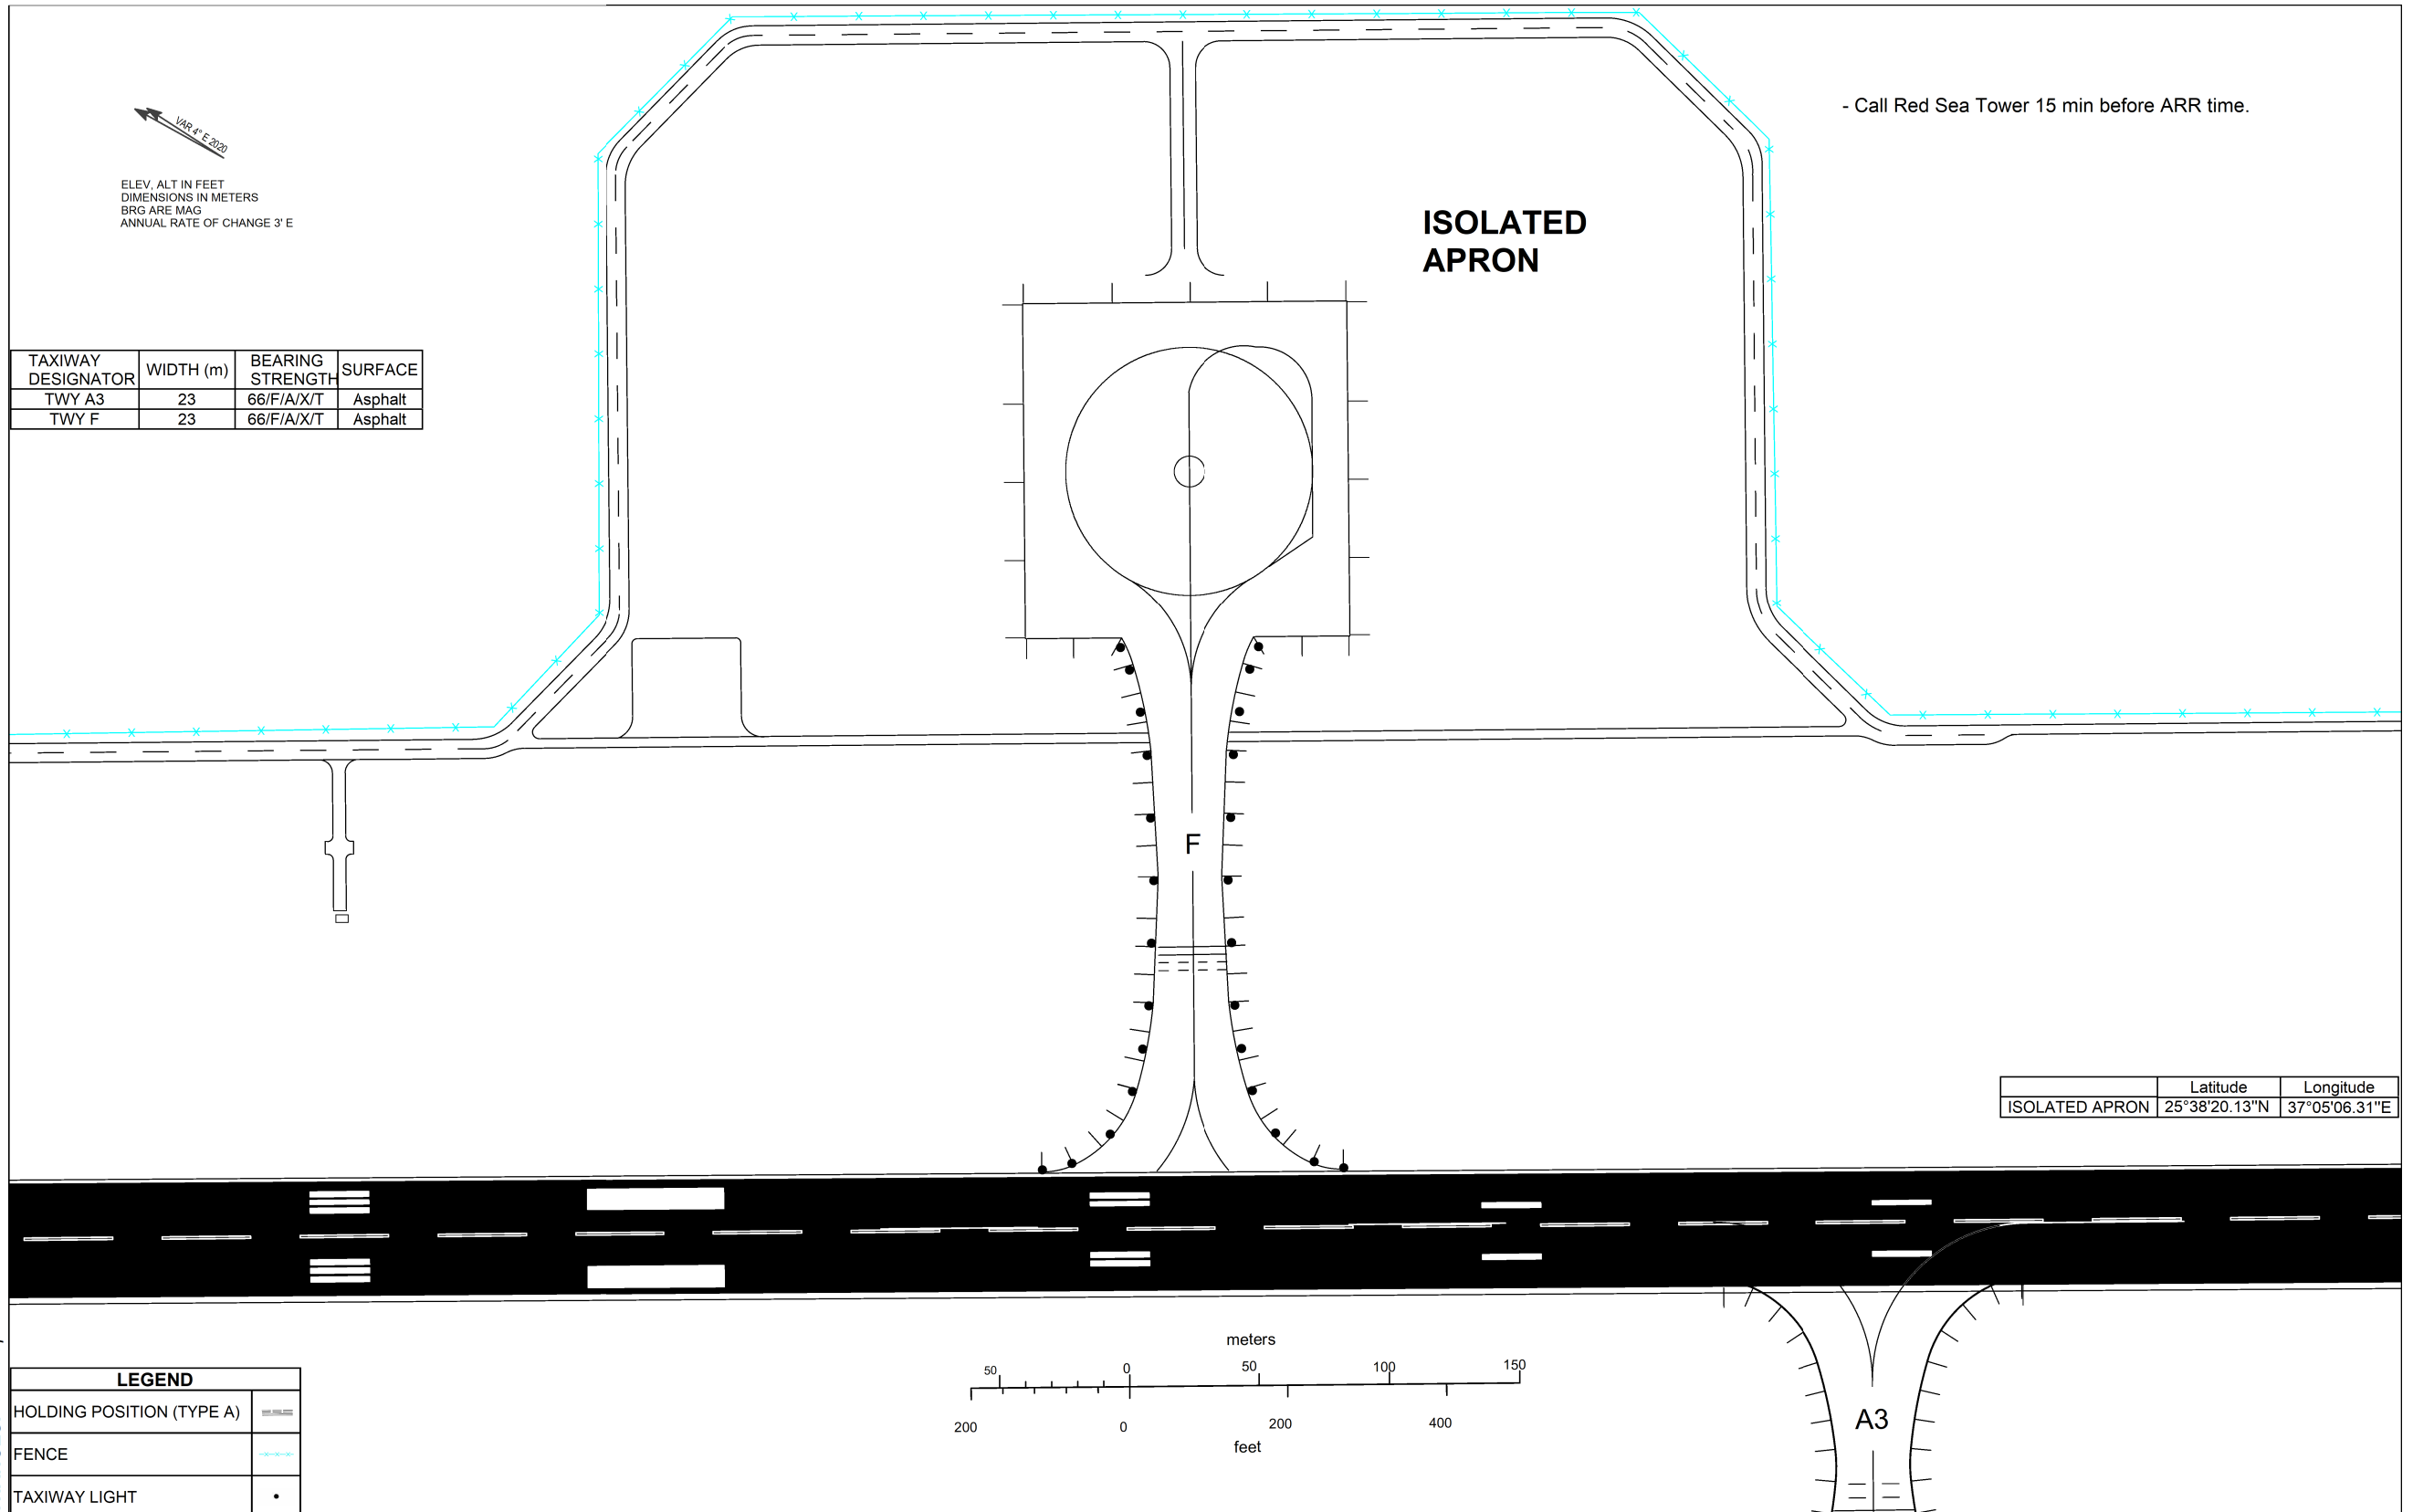 - Call Red Sea Tower 15 min before ARR time.
VAR 4° E 2020
ELEV, ALT IN FEET
DIMENSIONS IN METERS
BRG ARE MAG
ANNUAL RATE OF CHANGE 3' E
ISOLATED
APRON
TAXIWAY DESIGNATOR WIDTH (m) BEARING STRENGTH SURFACE
TWY A3 23 66/F/A/X/T Asphalt
TWY F 23 66/F/A/X/T Asphalt
F
Latitude Longitude
ISOLATED APRON 25°38'20.13"N 37°05'06.31"E
meters
50 0 50 100 150
200 0 200 400
feet
LEGEND
HOLDING POSITION (TYPE A)
FENCE
TAXIWAY LIGHT
A3